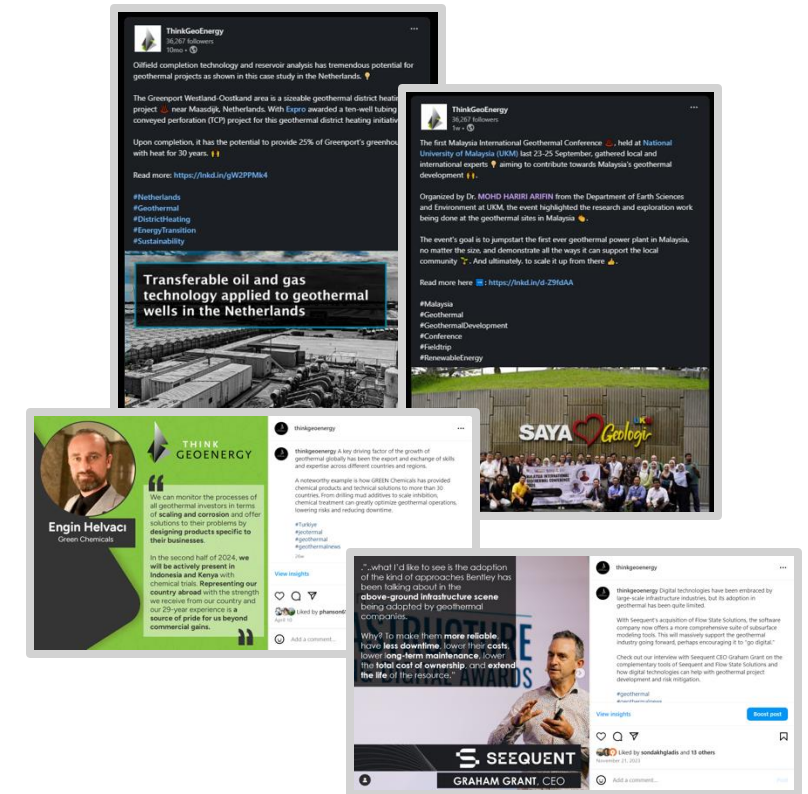 ThinkGeoEnergy
36,267 followers
10mo •
Oilfield completion technology and reservoir analysis has tremendous potential for
geothermal projects as shown in this case study in the Netherlands.
The Greenport Westland-Oostkand area is a sizeable geothermal district heatin
project near Maasdijk, Netherlands. With Expro awarded a ten-well tubing
conveyed perforation (TCP) project for this geothermal district heating initiativ
Upon completion, it has the potential to provide 25% of Greenport's greenhou
with heat for 30 years.
Read more: https://lnkd.in/gW2PPMk4
#Netherlands
#Geothermal
#DistrictHeating
#EnergyTransition
#Sustainability
Transferable oil and gas
technology applied to geothermal
wells in the Netherlands
ThinkGeoEnergy
36,267 followers
1w •
The first Malaysia International Geothermal Conference , held at National
University of Malaysia (UKM) last 23-25 September, gathered local and
international experts aiming to contribute towards Malaysia's geothermal
development .
Organized by Dr. MOHD HARIRI ARIFIN from the Department of Earth Sciences
and Environment at UKM, the event highlighted the research and exploration work
being done at the geothermal sites in Malaysia .
The event's goal is to jumpstart the first ever geothermal power plant in Malaysia,
no matter the size, and demonstrate all the ways it can support the local
community . And ultimately. to scale it up from there .
Read more here : https://lnkd.in/d-Z9fdAA
#Malaysia
#Geothermal
#GeothermalDevelopment
#Conference
#Fieldtrip
#RenewableEnergy
UKM
SAYA Geologi
THINK
GEOENERGY
Engin Helvacı
Green Chemicals
We can monitor the processes of
all geothermal investors in terms
of scaling and corrosion and offer
solutions to their problems by
designing products specific to
their businesses.
In the second half of 2024, we
will be actively present in
Indonesia and Kenya with
chemical trials. Representing our
country abroad with the strength
we receive from our country and
our 29-year experience is a
source of pride for us beyond
commercial gains.
thinkgeoenergy
thinkgeoenergy A key driving factor of the growth of
geothermal globally has been the export and exchange of skills
and expertise across different countries and regions.
A noteworthy example is how GREEN Chemicals has provided
chemical products and technical solutions to more than 30
countries. From drilling mud additives to scale inhibition,
chemical treatment can greatly optimize geothermal operations,
lowering risks and reducing downtime.
#Turkiye
#jeotermal
#geothermal
#geothermalnews
View insights
Liked by
April 10
Add a comment...
"..what I'd like to see is the adoption
of the kind of approaches Bentley has
been talking about in the
above-ground infrastructure scene
being adopted by geothermal
companies.
Why? To make them more reliable,
have less downtime, lower their costs,
lower long-term maintenance, lower
the total cost of ownership, and extend
the life of the resource."
AWARDS
SEEQUENT
GRAHAM GRANT, CEO
thinkgeoenergy
thinkgeoenergy Digital technologies have been embraced by
large-scale infrastructure industries, but its adoption in
geothermal has been quite limited.
With Seequent's acquisition of Flow State Solutions, the software
company now offers a more comprehensive suite of subsurface
modeling tools. This will massively support the geothermal
industry going forward, perhaps encouraging it to "go digital."
Check out our interview with Seequent CEO Graham Grant on the
complementary tools of Seequent and Flow State Solutions and
how digital technologies can help with geothermal project
development and risk mitigation.
#geothermal
#geothermalnews
View insights
Boost post
Liked by sondakhgladis and 13 others
November 21, 2023
Add a comment...